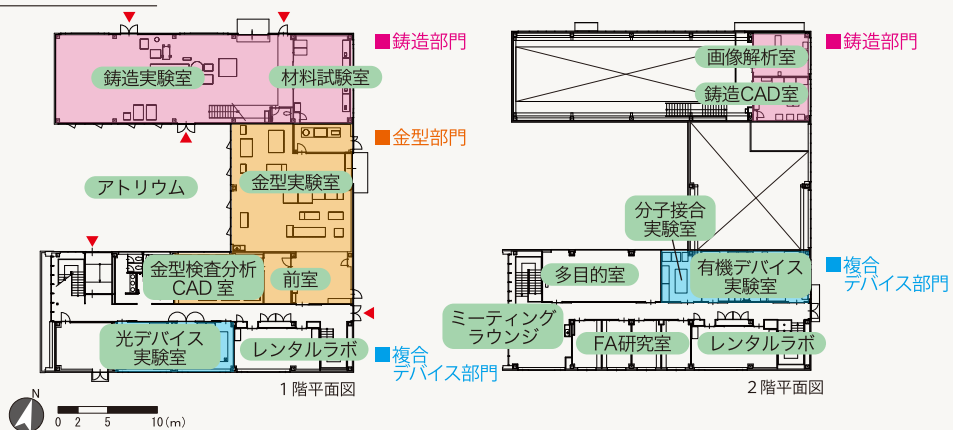 鋳造実験室
材料試験室
■鋳造部門
■金型部門
アトリウム
金型実験室
金型検査分析
CAD室
前室
光デバイス
実験室
レンタルラボ
■複合
デバイス部門
1階平面図
N
0 2 5 10(m)
画像解析室
鋳造CAD室
■鋳造部門
分子接合
実験室
多目的室
有機デバイス
実験室
■複合
デバイス部門
ミーティング
ラウンジ
FA研究室
レンタルラボ
2階平面図